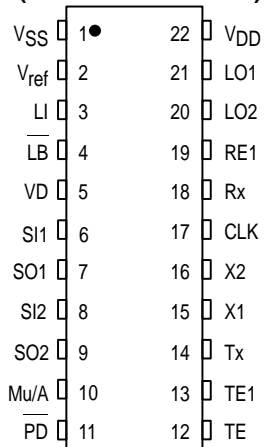 VSS 1 22 VDD
Vref 2 21 LO1
LI 3 20 LO2
LB 4 19 RE1
VD 5 18 Rx
SI1 6 17 CLK
SO1 7 16 X2
SI2 8 15 X1
SO2 9 14 Tx
Mu/A 10 13 TE1
PD 11 12 TE